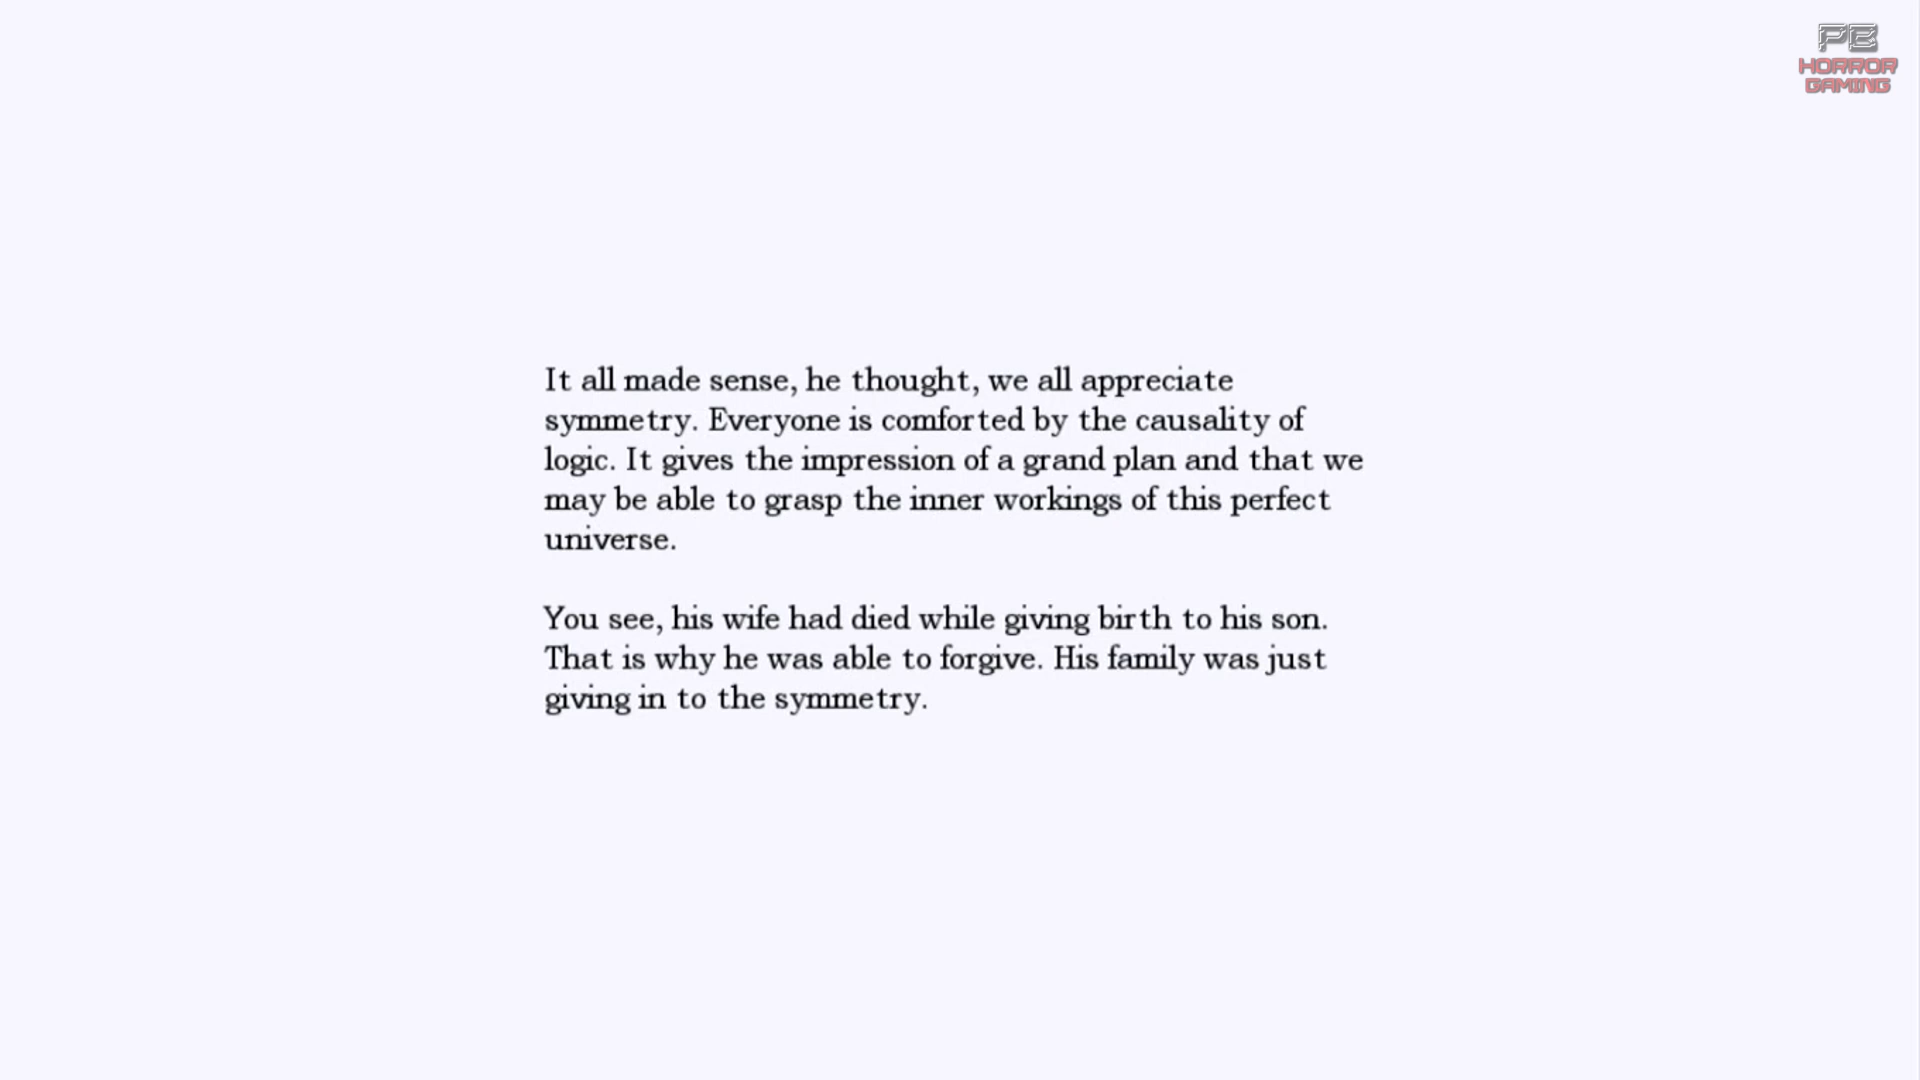 PB
HORROR
GAMING
It all made sense, he thought, we all appreciate
symmetry. Everyone is comforted by the causality of
logic. It gives the impression of a grand plan and that we
may be able to grasp the inner workings of this perfect
universe.
You see, his wife had died while giving birth to his son.
That is why he was able to forgive. His family was just
giving in to the symmetry.